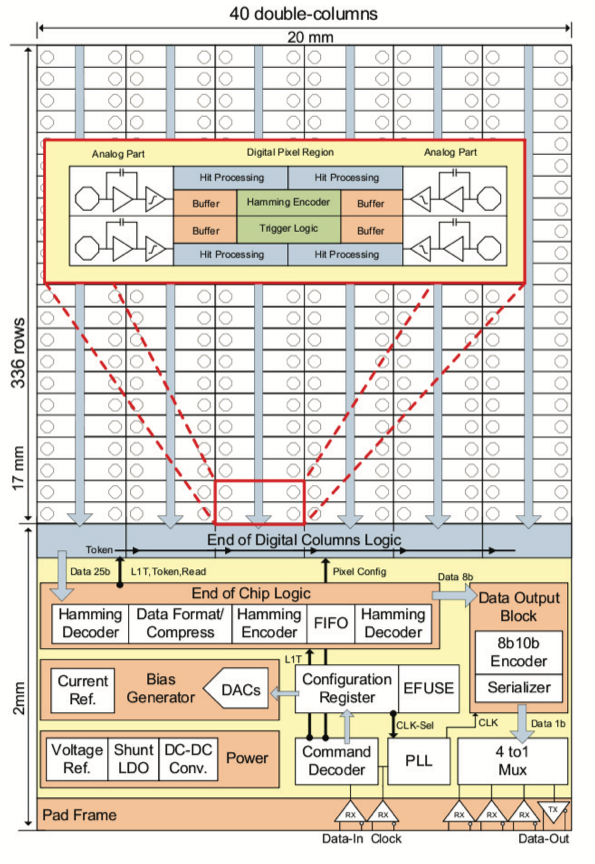 40 double-columns
20 mm
336 rows
17 mm
2mm
Analog Part
Digital Pixel Region
Analog Part
Hit Processing
Hit Processing
Buffer
Hamming Encoder
Buffer
Buffer
Trigger Logic
Buffer
Hit Processing
Hit Processing
End of Digital Columns Logic
Token
Data 25b
L1T,Token,Read
Pixel Config
Data 8b
End of Chip Logic
Hamming
Decoder
Data Format/
Compress
Hamming
Encoder
FIFO
Hamming
Decoder
Data Output
Block
8b10b
Encoder
Serializer
L1T
Current
Ref.
Bias
Generator
DACs
Configuration
Register
EFUSE
CLK-Sel
CLK
Data 1b
Voltage
Ref.
Shunt
LDO
DC-DC
Conv.
Power
Command
Decoder
PLL
4 to1
Mux
Pad Frame
RX
RX
RX
RX
RX
TX
Data-In
Clock
Data-Out